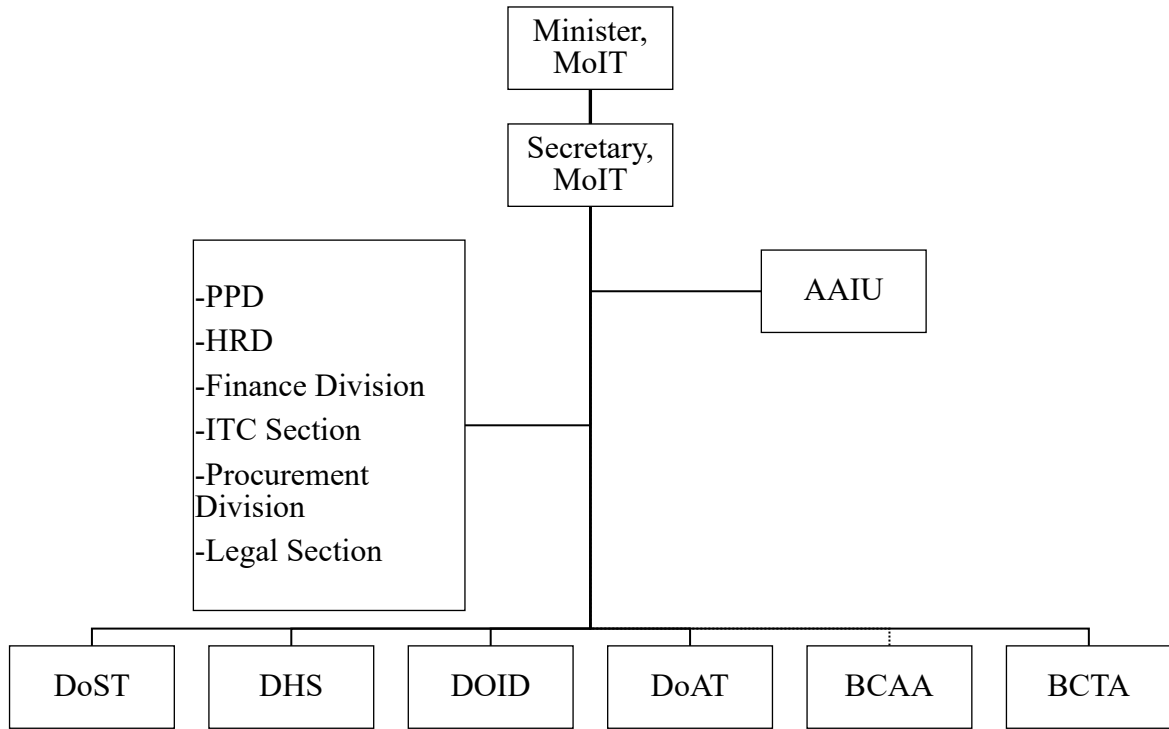 Minister,
MoIT
Secretary,
MoIT
AAIU
-PPD
-HRD
-Finance Division
-ITC Section
-Procurement
Division
-Legal Section
DoST
DHS
DOID
DoAT
BCAA
BCTA